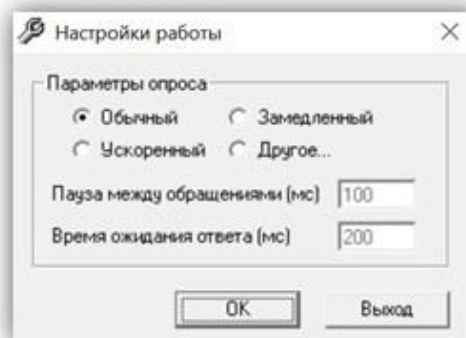 Настройки работы
Параметры опроса
Обычный Замедленный
Ускоренный Другое...
Пауза между обращениями (мс) 100
Время ожидания ответа (мс) 200
OK Выход